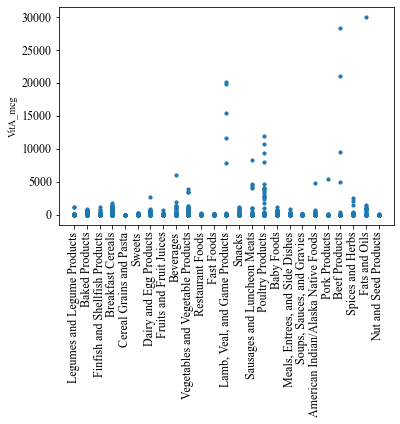 30000
25000
20000
15000
10000
5000
0
VitA_mcg
Legumes and Legume Products
Baked Products
Finfish and Shellfish Products
Breakfast Cereals
Cereal Grains and Pasta
Sweets
Dairy and Egg Products
Fruits and Fruit Juices
Beverages
Vegetables and Vegetable Products
Restaurant Foods
Fast Foods
Lamb, Veal, and Game Products
Snacks
Sausages and Luncheon Meats
Poultry Products
Baby Foods
Meals, Entrees, and Side Dishes
Soups, Sauces, and Gravies
American Indian/Alaska Native Foods
Pork Products
Beef Products
Spices and Herbs
Fats and Oils
Nut and Seed Products